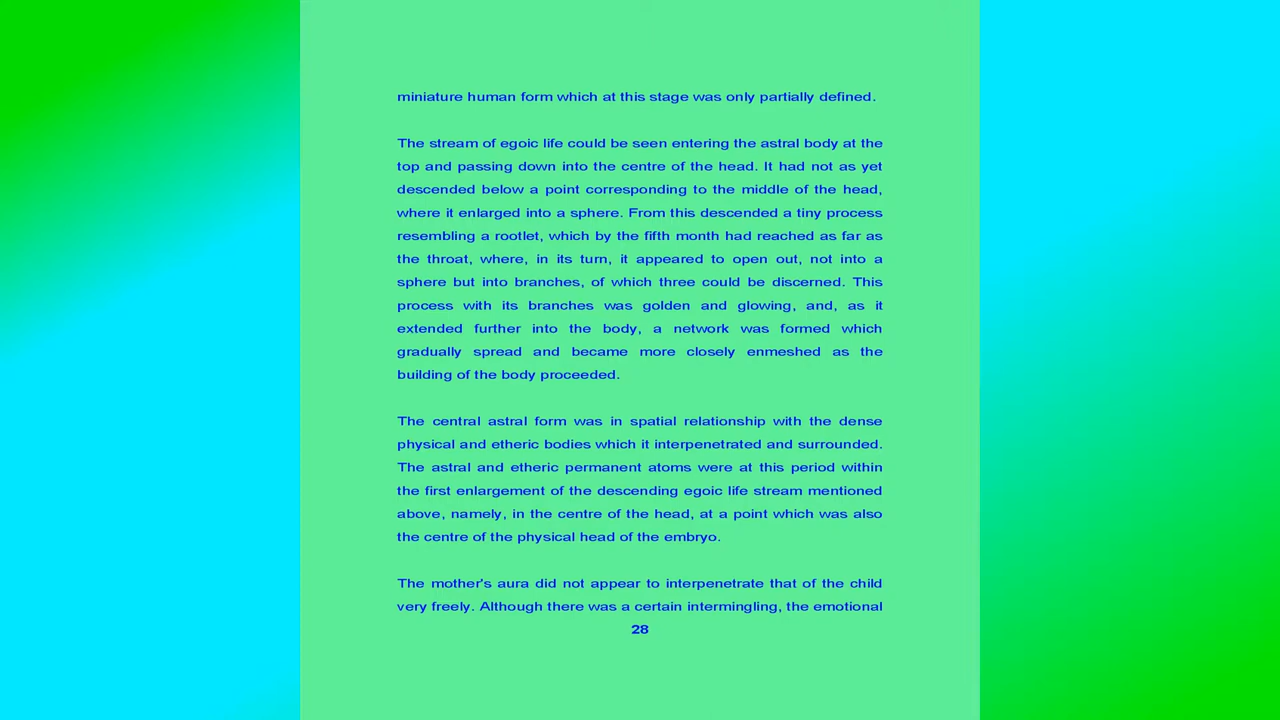 miniature human form which at this stage was only partially defined.
The stream of egoic life could be seen entering the astral body at the
top and passing down into the centre of the head. It had not as yet
descended below a point corresponding to the middle of the head,
where it enlarged into a sphere. From this descended a tiny process
resembling a rootlet, which by the fifth month had reached as far as
the throat, where, in its turn, it appeared to open out, not into a
sphere but into branches, of which three could be discerned. This
process with its branches was golden and glowing, and, as it
extended further into the body, a network was formed which
gradually spread and became more closely enmeshed as the
building of the body proceeded.
The central astral form was in spatial relationship with the dense
physical and etheric bodies which it interpenetrated and surrounded.
The astral and etheric permanent atoms were at this period within
the first enlargement of the descending egoic life stream mentioned
above, namely, in the centre of the head, at a point which was also
the centre of the physical head of the embryo.
The mother's aura did not appear to interpenetrate that of the child
very freely. Although there was a certain intermingling, the emotional
28